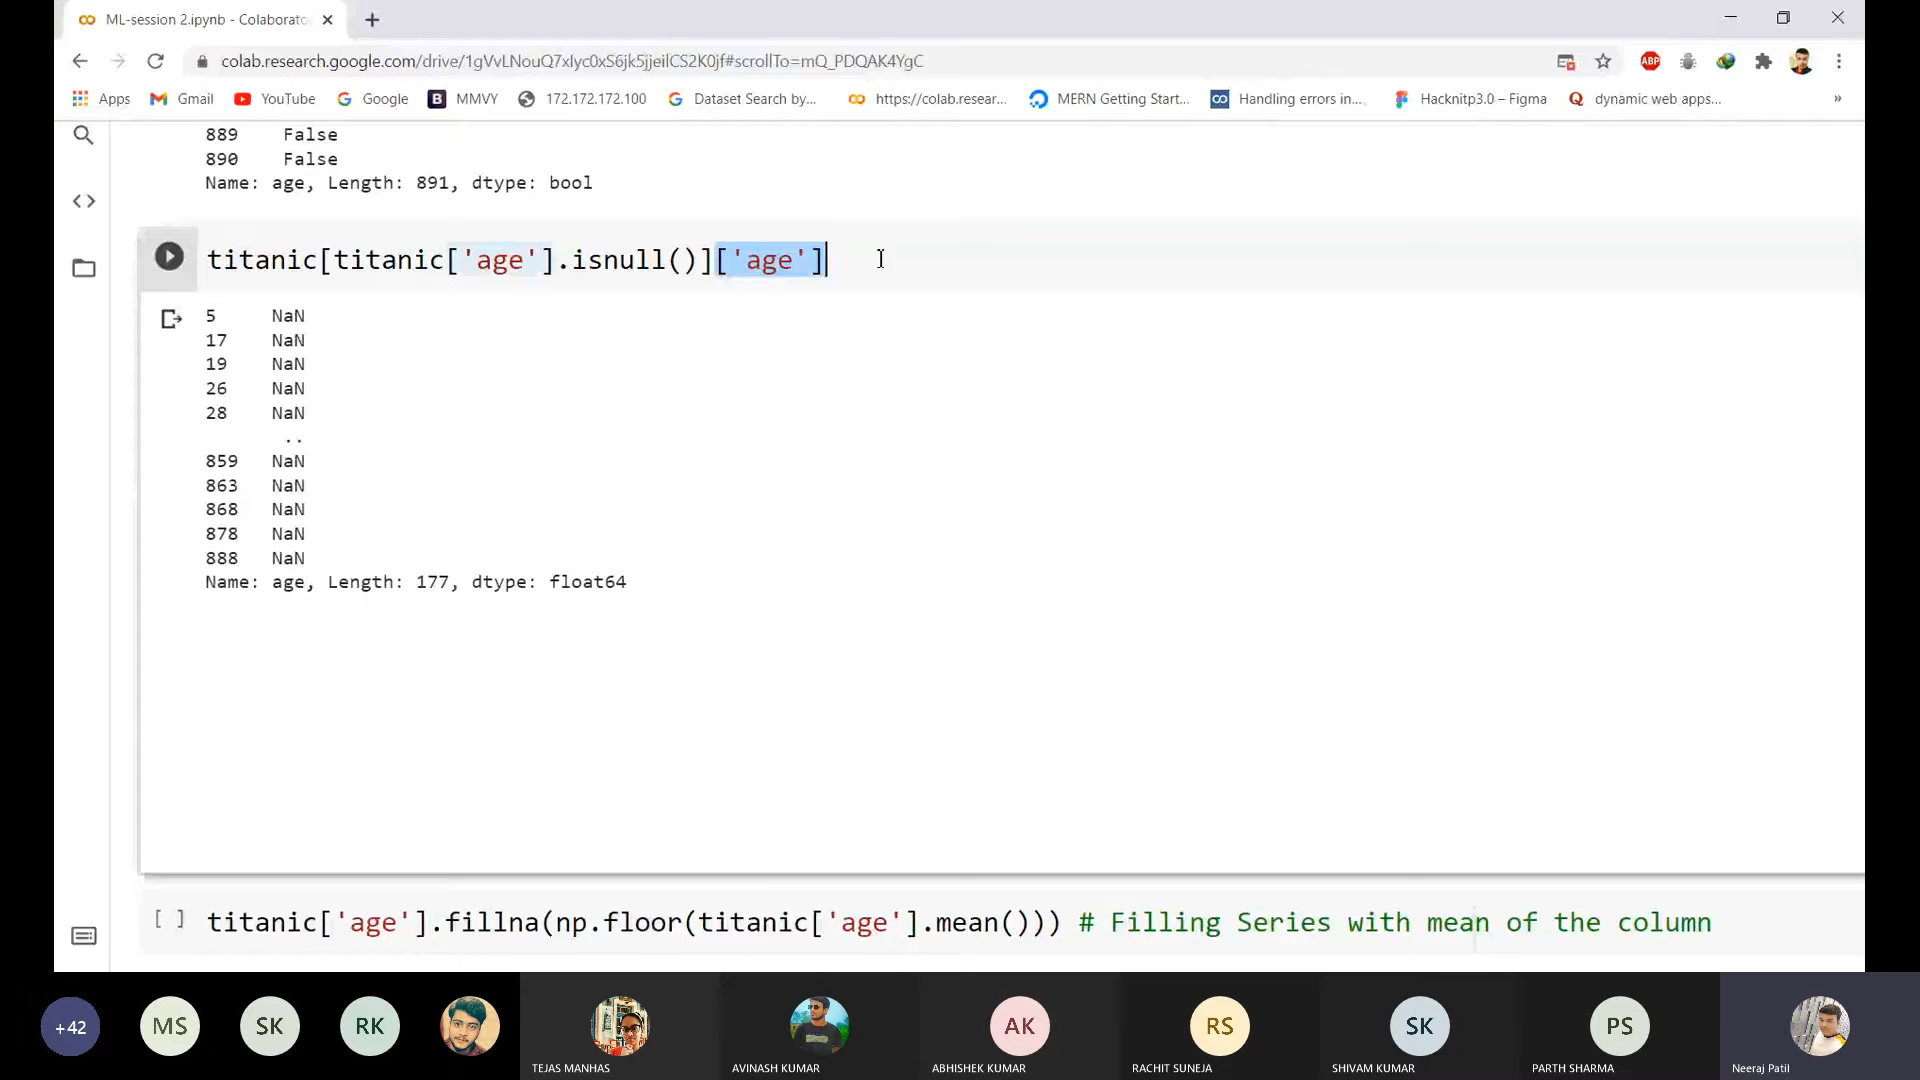 ML-session 2.ipynb - Colaborato
colab.research.google.com/drive/1gVvLNouQ7xIyc0xS6jk5jjeilCS2K0jf#scrollTo=mQ_PDQAK4YgC
ABP
Apps Gmail YouTube Google B MMVY 172.172.172.100 Dataset Search by... https://colab.resear... MERN Getting Start... Handling errors in... Hacknitp3.0 – Figma dynamic web apps... »
889 False
890 False
Name: age, Length: 891, dtype: bool
titanic[titanic['age'].isnull()]['age']
5 NaN
17 NaN
19 NaN
26 NaN
28 NaN
..
859 NaN
863 NaN
868 NaN
878 NaN
888 NaN
Name: age, Length: 177, dtype: float64
[ ] titanic['age'].fillna(np.floor(titanic['age'].mean())) # Filling Series with mean of the column
+42 MS SK RK AK RS SK PS
TEJAS MANHAS AVINASH KUMAR ABHISHEK KUMAR RACHIT SUNEJA SHIVAM KUMAR PARTH SHARMA Neeraj Patil